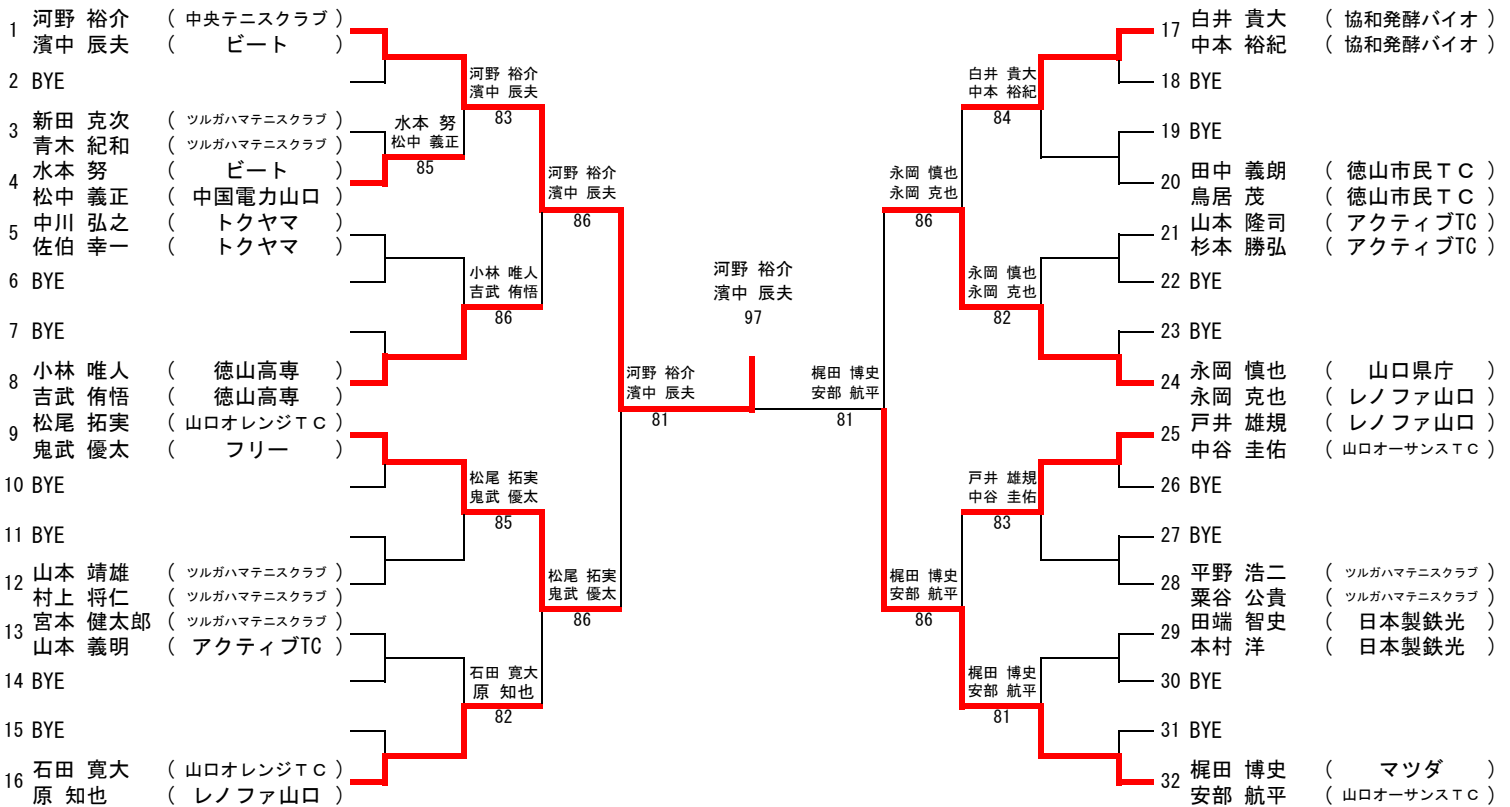 1 河野 裕介 ( 中央テニスクラブ )
濱中 辰夫 ( ビート )
2 BYE
3 新田 克次 ( ツルガハマテニスクラブ )
青木 紀和 ( ツルガハマテニスクラブ )
4 水本 努 ( ビート )
松中 義正 ( 中国電力山口 )
5 中川 弘之 ( トクヤマ )
佐伯 幸一 ( トクヤマ )
6 BYE
7 BYE
8 小林 唯人 ( 徳山高専 )
吉武 侑悟 ( 徳山高専 )
9 松尾 拓実 ( 山口オレンジTC )
鬼武 優太 ( フリー )
10 BYE
11 BYE
12 山本 靖雄 ( ツルガハマテニスクラブ )
村上 将仁 ( ツルガハマテニスクラブ )
13 宮本 健太郎 ( ツルガハマテニスクラブ )
山本 義明 ( アクティブTC )
14 BYE
15 BYE
16 石田 寛大 ( 山口オレンジTC )
原 知也 ( レノファ山口 )
水本 努
松中 義正
85
河野 裕介
濱中 辰夫
83
小林 唯人
吉武 侑悟
86
松尾 拓実
鬼武 優太
85
石田 寛大
原 知也
82
河野 裕介
濱中 辰夫
86
松尾 拓実
鬼武 優太
86
河野 裕介
濱中 辰夫
81
河野 裕介
濱中 辰夫
97
梶田 博史
安部 航平
81
永岡 慎也
永岡 克也
86
梶田 博史
安部 航平
86
白井 貴大
中本 裕紀
84
永岡 慎也
永岡 克也
82
戸井 雄規
中谷 圭佑
83
梶田 博史
安部 航平
81
17 白井 貴大 ( 協和発酵バイオ )
中本 裕紀 ( 協和発酵バイオ )
18 BYE
19 BYE
20 田中 義朗 ( 徳山市民TC )
鳥居 茂 ( 徳山市民TC )
21 山本 隆司 ( アクティブTC )
杉本 勝弘 ( アクティブTC )
22 BYE
23 BYE
24 永岡 慎也 ( 山口県庁 )
永岡 克也 ( レノファ山口 )
25 戸井 雄規 ( レノファ山口 )
中谷 圭佑 ( 山口オーサンスTC )
26 BYE
27 BYE
28 平野 浩二 ( ツルガハマテニスクラブ )
粟谷 公貴 ( ツルガハマテニスクラブ )
29 田端 智史 ( 日本製鉄光 )
本村 洋 ( 日本製鉄光 )
30 BYE
31 BYE
32 梶田 博史 ( マツダ )
安部 航平 ( 山口オーサンスTC )